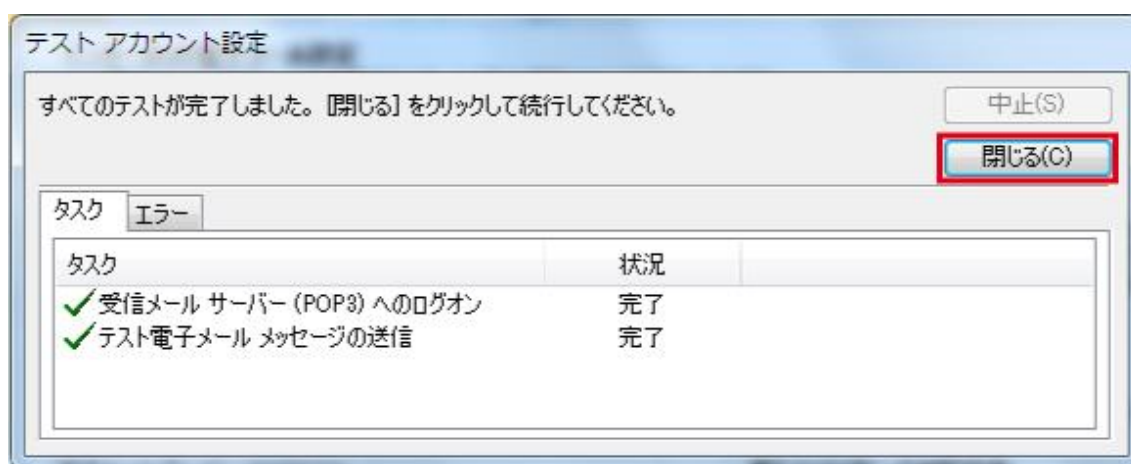 テスト アカウント設定
すべてのテストが完了しました。[閉じる] をクリックして続行してください。
中止(S)
閉じる(C)
タスク エラー
タスク 状況
受信メール サーバー (POP3) へのログオン 完了
テスト電子メール メッセージの送信 完了